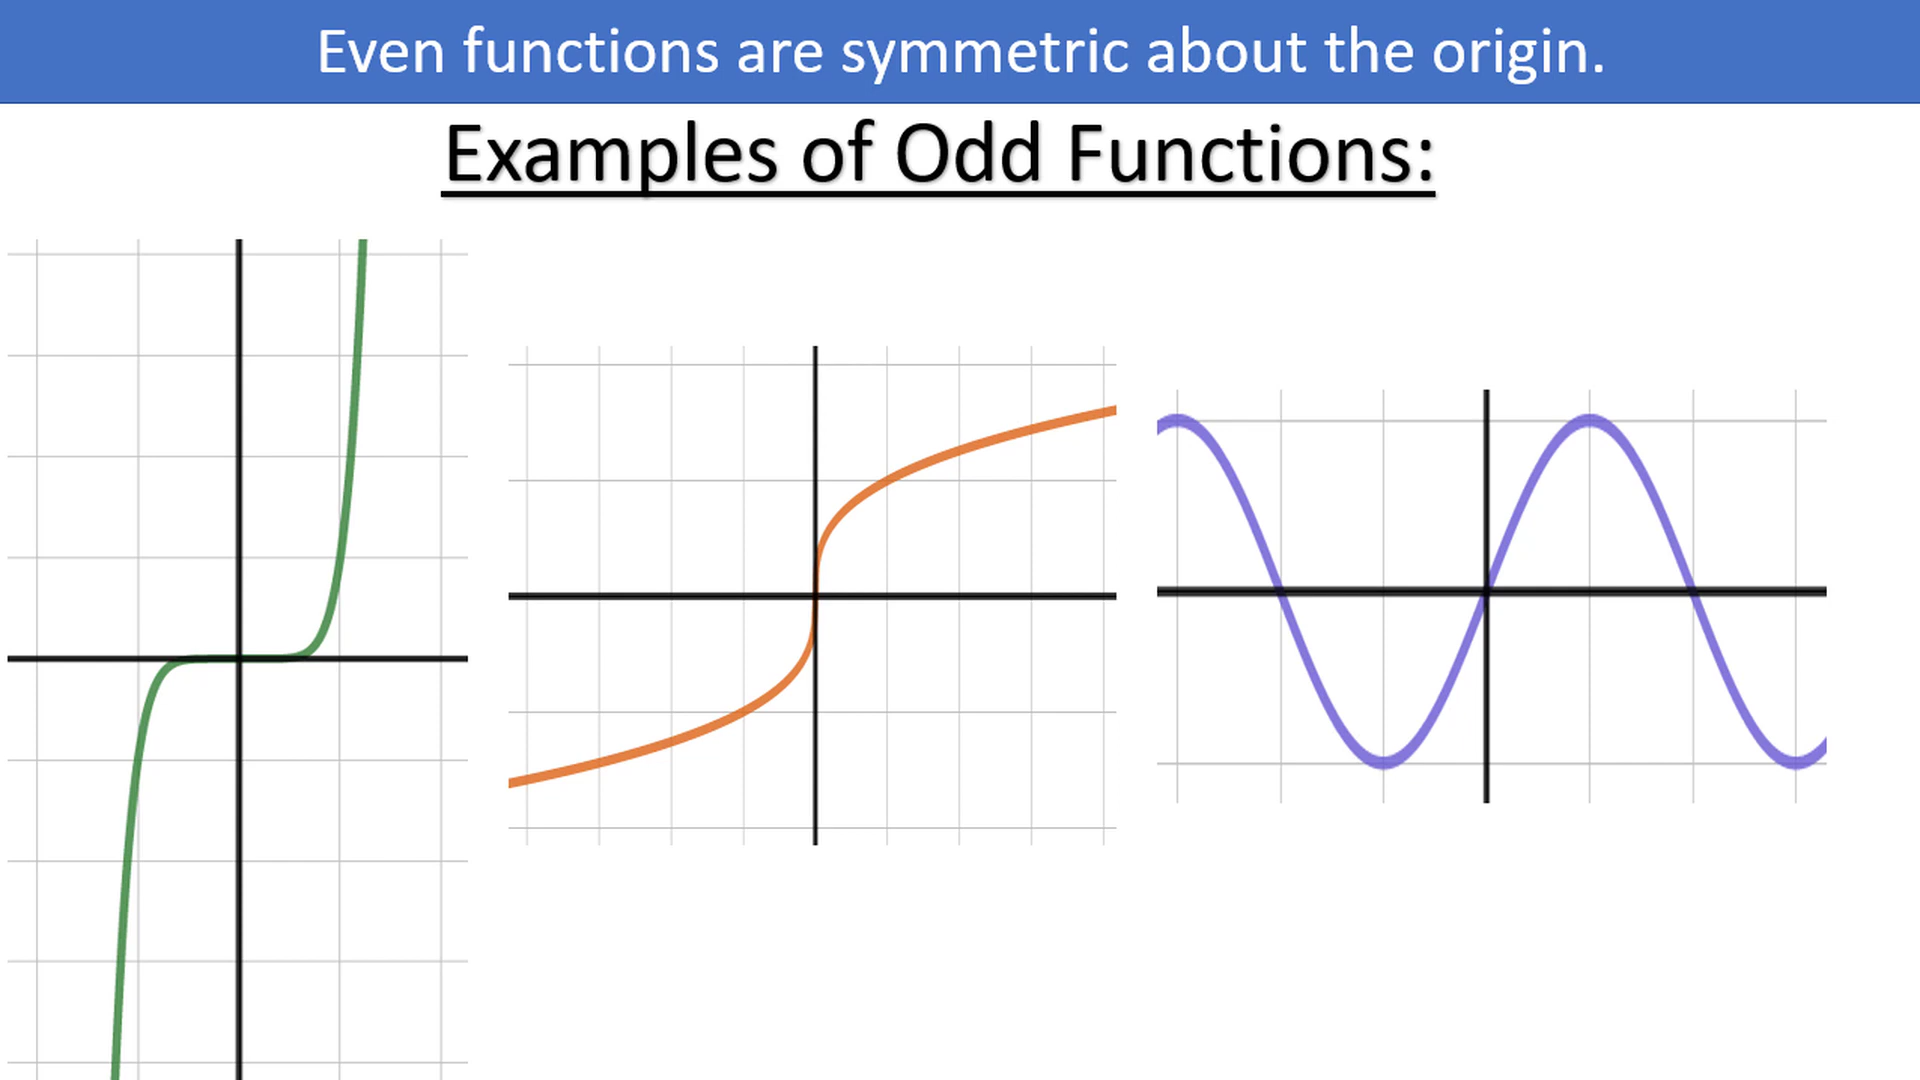 Even functions are symmetric about the origin.
Examples of Odd Functions: